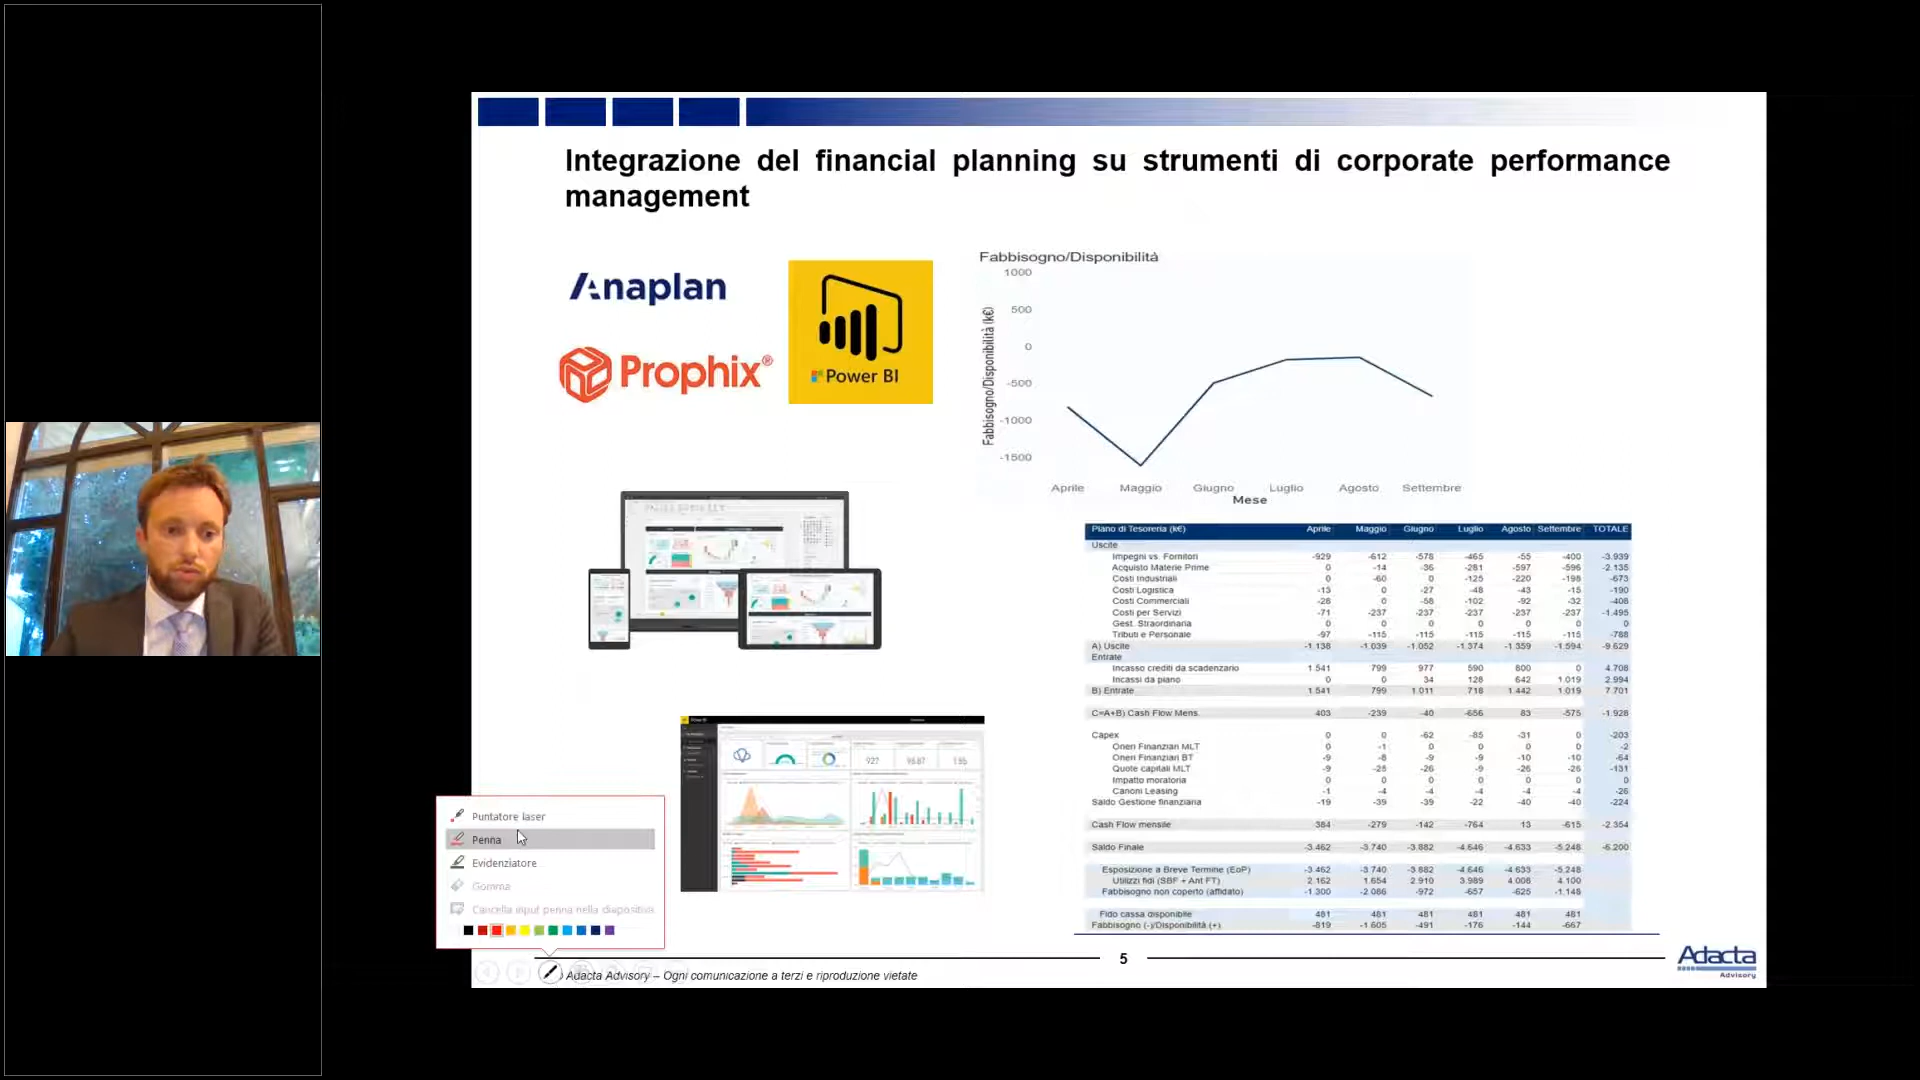 Integrazione del financial planning su strumenti di corporate performance
management
Anaplan
Prophix®
Power BI
Fabbisogno/Disponibilità
Fabbisogno/Disponibilità (k€)
1000
500
0
-500
-1000
-1500
Aprile Maggio Giugno Luglio Agosto Settembre
Mese
Piano di Tesoreria (k€) Aprile Maggio Giugno Luglio Agosto Settembre TOTALE
Uscite
Impegni vs. Fornitori -929 -612 -578 -465 -55 -400 -3.939
Acquisto Materie Prime 0 -14 -36 -281 -597 -596 -2.135
Costi Industriali 0 -60 0 -125 -220 -198 -673
Costi Logistica -13 0 -27 -48 -43 -15 -190
Costi Commerciali -28 0 -58 -102 -92 -32 -408
Costi per Servizi -71 -237 -237 -237 -237 -237 -1.495
Gest. Straordinaria 0 0 0 0 0 0 0
Tributi e Personale -97 -115 -115 -115 -115 -115 -788
A) Uscite -1.138 -1.039 -1.052 -1.374 -1.359 -1.594 -9.629
Entrate
Incasso crediti da scadenzario 1.541 799 977 590 800 0 4.708
Incassi da piano 0 0 34 128 642 1.019 2.994
B) Entrate 1.541 799 1.011 718 1.442 1.019 7.701
C=A+B) Cash Flow Mens. 403 -239 -40 -656 83 -575 -1.928
Capex 0 0 -62 -85 -31 0 -203
Oneri Finanziari MLT 0 -1 0 0 0 0 -2
Oneri Finanziari BT -9 -8 -9 -9 -10 -10 -64
Quote capitali MLT -9 -25 -26 -9 -26 -26 -131
Impatto moratoria 0 0 0 0 0 0 0
Canoni Leasing -1 -4 -4 -4 -4 -4 -26
Saldo Gestione finanziaria -19 -39 -39 -22 -40 -40 -224
Cash Flow mensile 384 -279 -142 -764 13 -615 -2.354
Saldo Finale -3.462 -3.740 -3.882 -4.646 -4.633 -5.248 -6.200
Esposizione a Breve Termine (EoP) -3.462 -3.740 -3.882 -4.646 -4.633 -5.248
Utilizzi fidi (SBF + Ant FT) 2.162 1.654 2.910 3.989 4.008 4.100
Fabbisogno non coperto (affidato) -1.300 -2.086 -972 -657 -625 -1.148
Fido cassa disponibile 481 481 481 481 481 481
Fabbisogno (-)/Disponibilità (+) -819 -1.605 -491 -176 -144 -667
Power BI
927 1.55
Puntatore laser
Penna
Evidenziatore
Gomma
Cancella input penna nella diapositiva
Adacta Advisory – Ogni comunicazione a terzi e riproduzione vietate
5
Adacta
Advisory